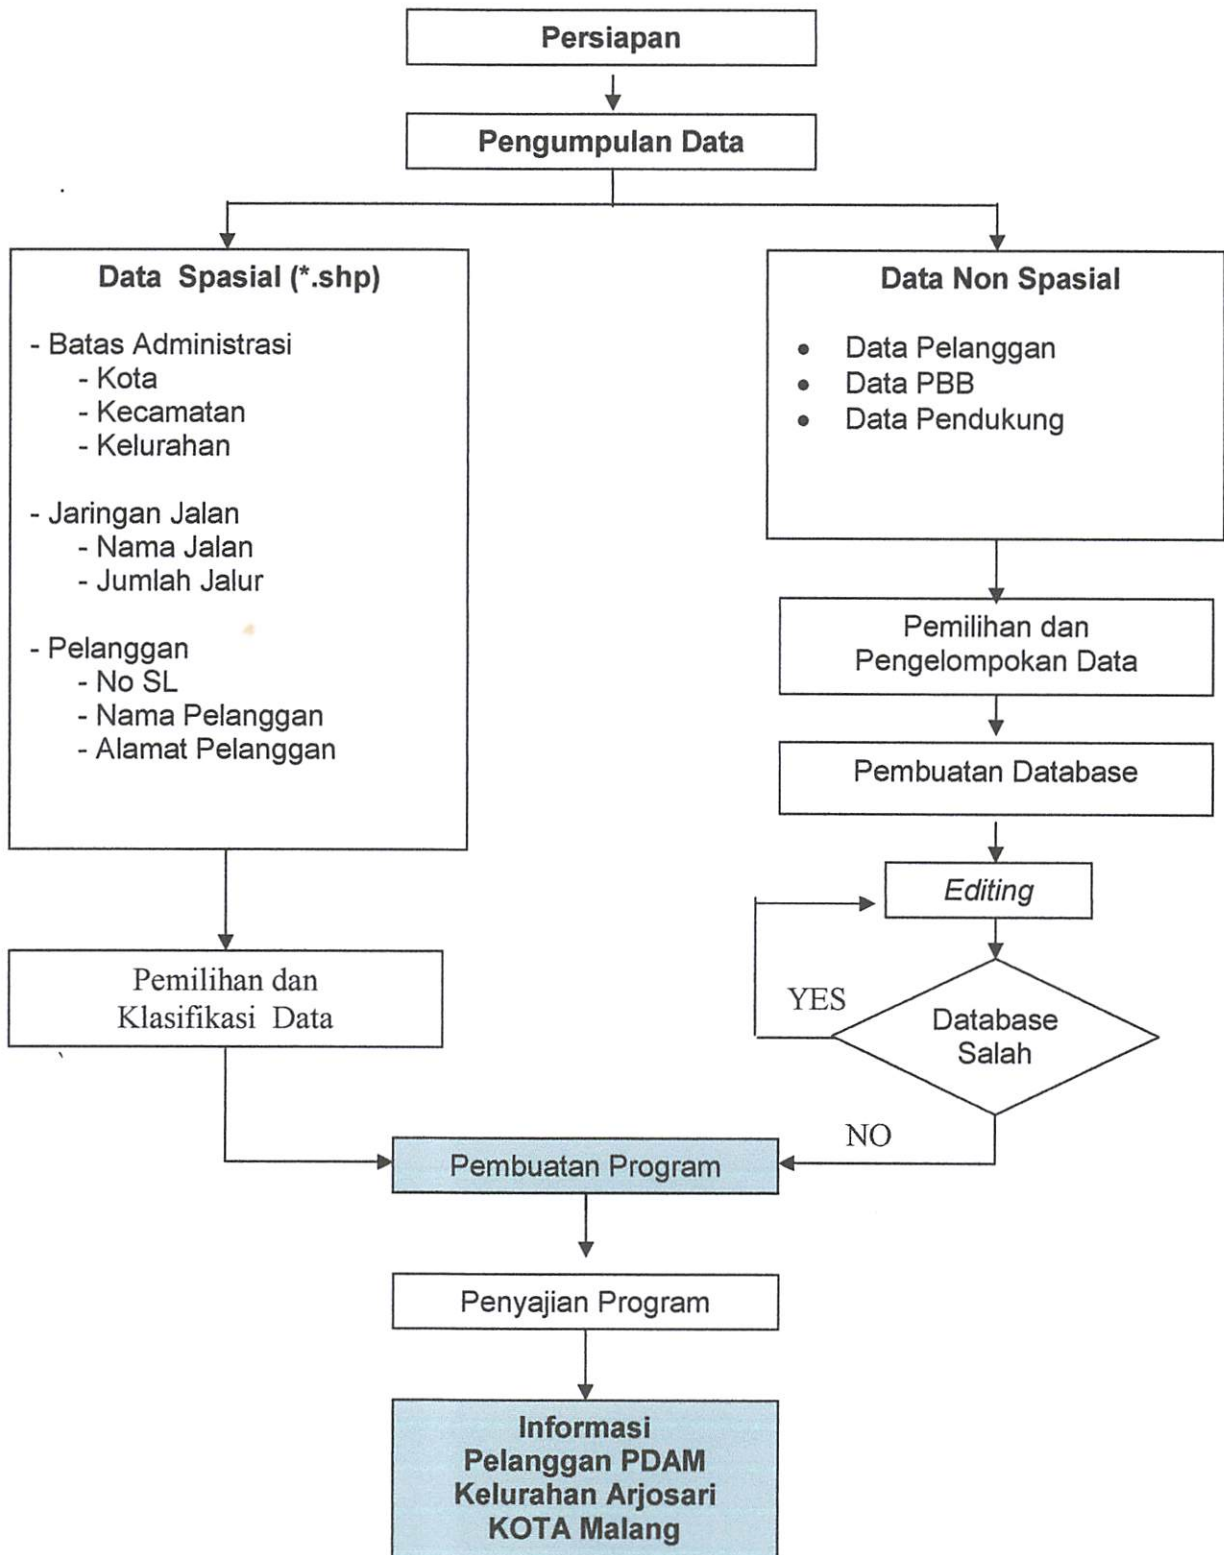 Persiapan
Pengumpulan Data
Data Spasial (*.shp)
- Batas Administrasi
- Kota
- Kecamatan
- Kelurahan
- Jaringan Jalan
- Nama Jalan
- Jumlah Jalur
- Pelanggan
- No SL
- Nama Pelanggan
- Alamat Pelanggan
Pemilihan dan
Klasifikasi Data
Data Non Spasial
• Data Pelanggan
• Data PBB
• Data Pendukung
Pemilihan dan
Pengelompokan Data
Pembuatan Database
Editing
YES
Database
Salah
NO
Pembuatan Program
Penyajian Program
Informasi
Pelanggan PDAM
Kelurahan Arjosari
KOTA Malang